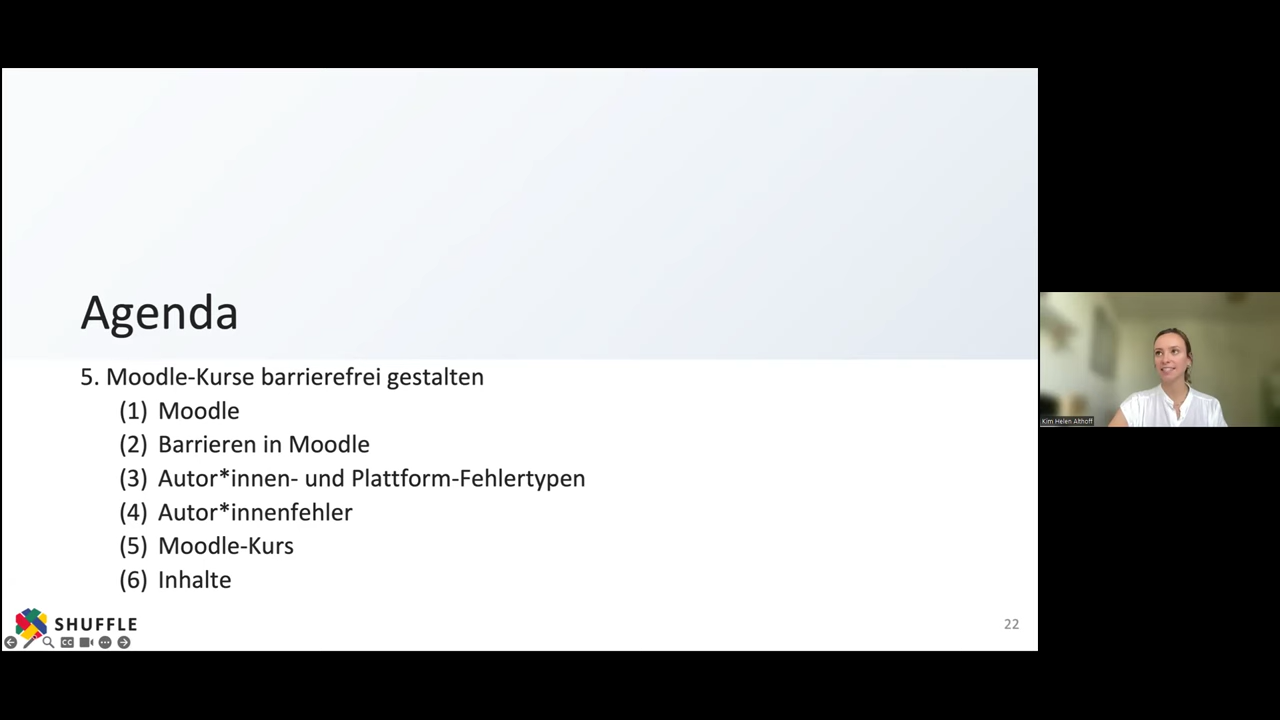 Agenda
5. Moodle-Kurse barrierefrei gestalten
(1) Moodle
(2) Barrieren in Moodle
(3) Autor*innen- und Plattform-Fehlertypen
(4) Autor*innenfehler
(5) Moodle-Kurs
(6) Inhalte
SHUFFLE
CC
22
Kim Helen Althoff